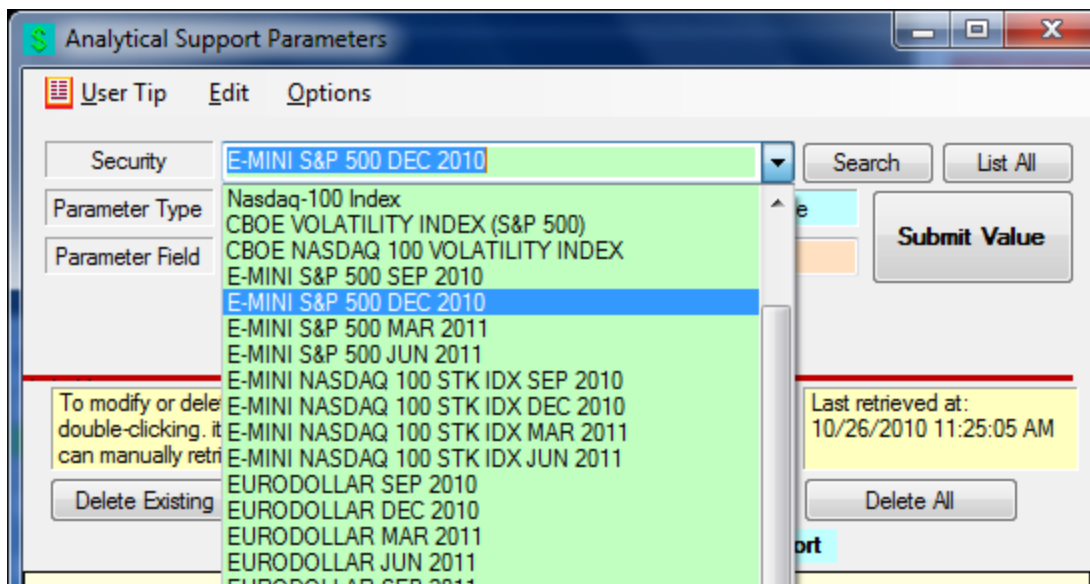 Analytical Support Parameters
User Tip Edit Options
Security E-MINI S&P 500 DEC 2010 Search List All
Parameter Type
Parameter Field
Submit Value
Nasdaq-100 Index
CBOE VOLATILITY INDEX (S&P 500)
CBOE NASDAQ 100 VOLATILITY INDEX
E-MINI S&P 500 SEP 2010
E-MINI S&P 500 DEC 2010
E-MINI S&P 500 MAR 2011
E-MINI S&P 500 JUN 2011
E-MINI NASDAQ 100 STK IDX SEP 2010
E-MINI NASDAQ 100 STK IDX DEC 2010
E-MINI NASDAQ 100 STK IDX MAR 2011
E-MINI NASDAQ 100 STK IDX JUN 2011
EURODOLLAR SEP 2010
EURODOLLAR DEC 2010
EURODOLLAR MAR 2011
EURODOLLAR JUN 2011
EURODOLLAR SEP 2011
To modify or dele
double-clicking. it
can manually retri
Last retrieved at:
10/26/2010 11:25:05 AM
Delete Existing
Delete All
ort